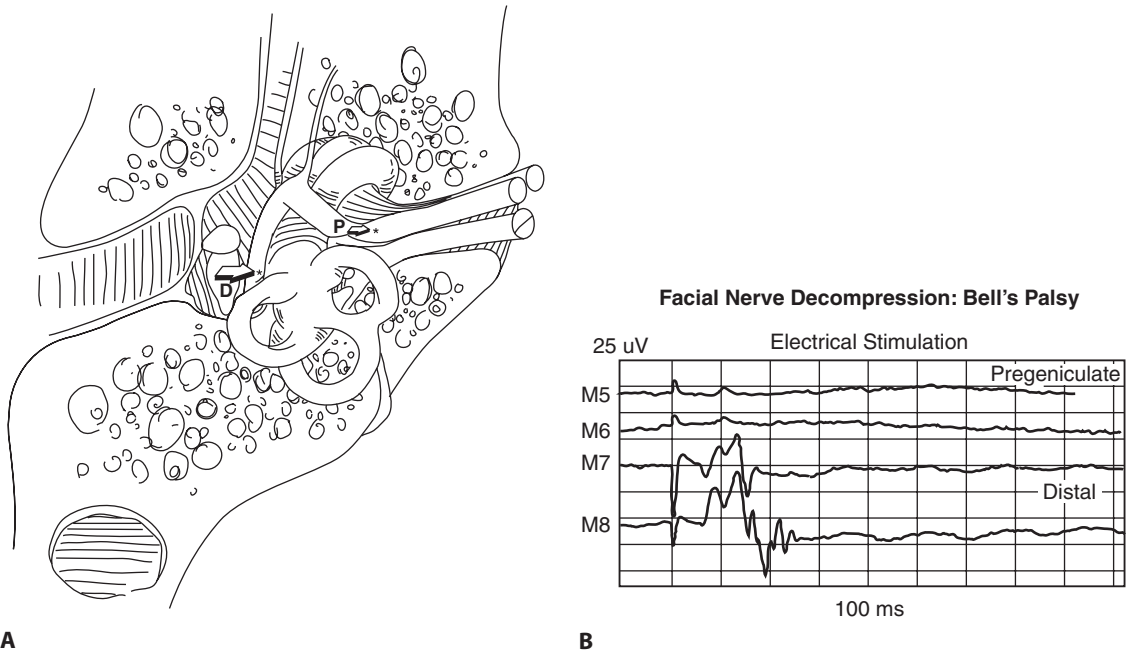 P *
* D
Facial Nerve Decompression: Bell's Palsy
25 uV Electrical Stimulation
Pregeniculate
M5
M6
M7
Distal
M8
100 ms
A B